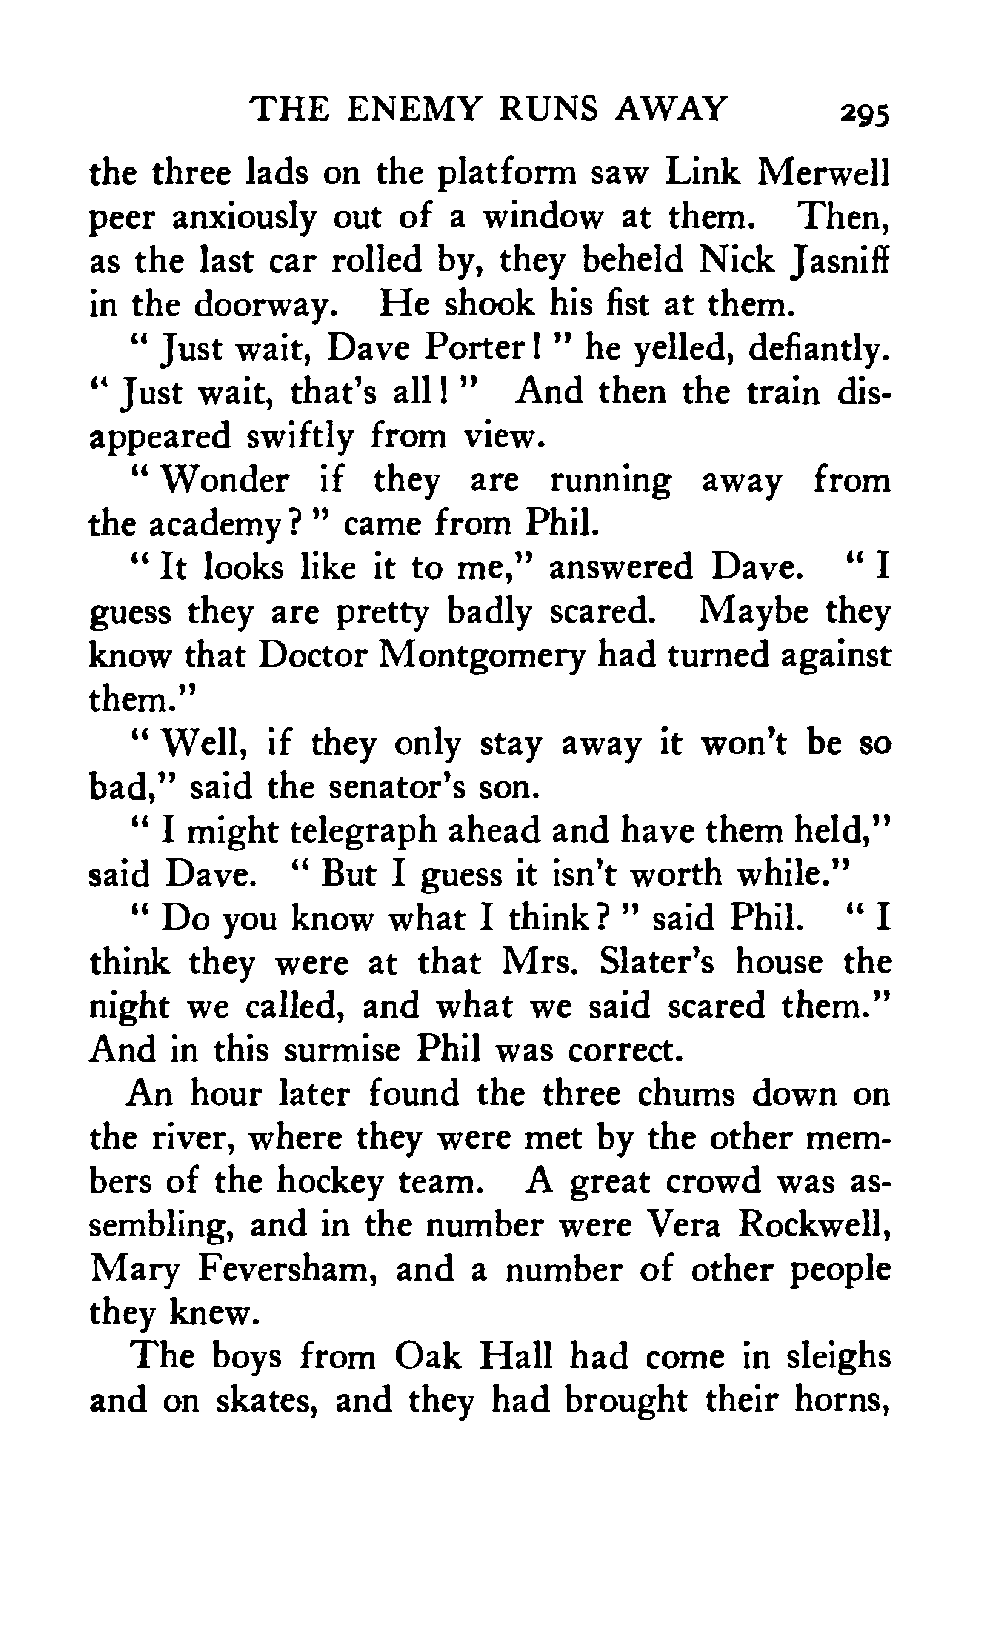 THE ENEMY RUNS AWAY 295
the three lads on the platform saw Link Merwell
peer anxiously out of a window at them. Then,
as the last car rolled by, they beheld Nick Jasniff
in the doorway. He shook his fist at them.
“ Just wait, Dave Porter! ” he yelled, defiantly.
“ Just wait, that’s all! ” And then the train dis-
appeared swiftly from view.
“ Wonder if they are running away from
the academy? ” came from Phil.
“ It looks like it to me,” answered Dave. “ I
guess they are pretty badly scared. Maybe they
know that Doctor Montgomery had turned against
them.”
“ Well, if they only stay away it won’t be so
bad,” said the senator’s son.
“ I might telegraph ahead and have them held,”
said Dave. “ But I guess it isn’t worth while.”
“ Do you know what I think? ” said Phil. “ I
think they were at that Mrs. Slater’s house the
night we called, and what we said scared them.”
And in this surmise Phil was correct.
An hour later found the three chums down on
the river, where they were met by the other mem-
bers of the hockey team. A great crowd was as-
sembling, and in the number were Vera Rockwell,
Mary Feversham, and a number of other people
they knew.
The boys from Oak Hall had come in sleighs
and on skates, and they had brought their horns,